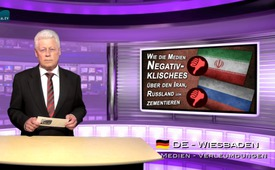 WIE DIE MEDIEN
NEGATIV-
KLISCHEES
ÜBER DEN IRAN,
RUSSLAND
ZEMENTIEREN
DE - WIESBADEN
MEDIEN - VERLEUMDUNGEN